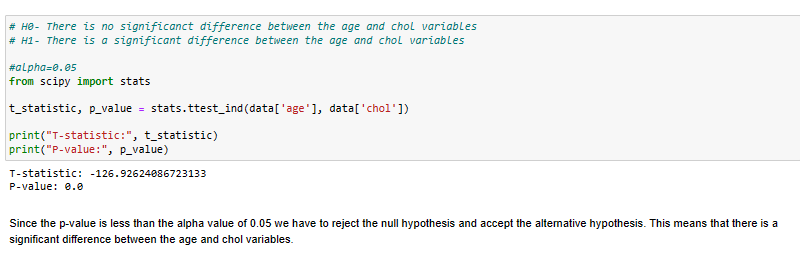 # H0- There is no significanct difference between the age and chol variables
# H1- There is a significant difference between the age and chol variables
#alpha=0.05
from scipy import stats
t_statistic, p_value = stats.ttest_ind(data['age'], data['chol'])
print("T-statistic:", t_statistic)
print("P-value:", p_value)
T-statistic: -126.92624086723133
P-value: 0.0
Since the p-value is less than the alpha value of 0.05 we have to reject the null hypothesis and accept the alternative hypothesis. This means that there is a
significant difference between the age and chol variables.